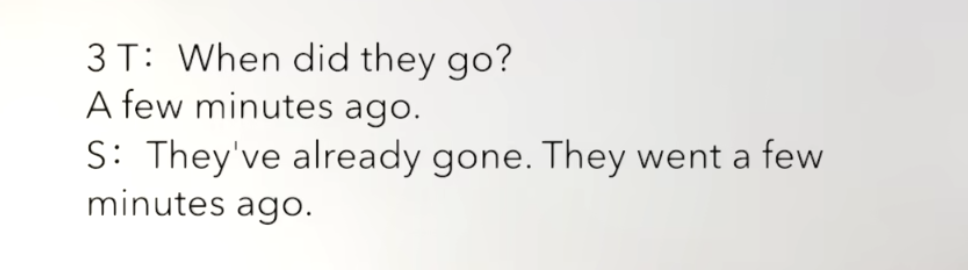 3 T: When did they go?
A few minutes ago.
S: They've already gone. They went a few
minutes ago.